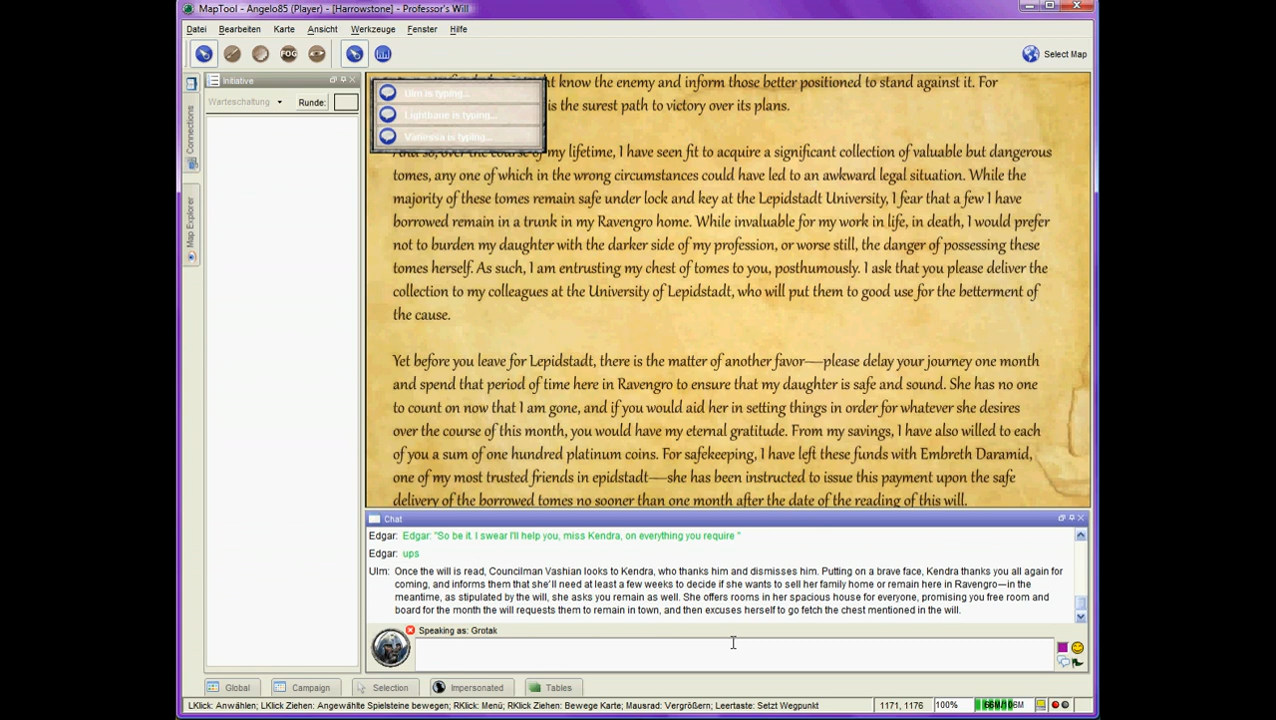 MapTool - Angelo85 (Player) - [Harrowstone] - Professor's Will
Datei Bearbeiten Karte Ansicht Werkzeuge Fenster Hilfe
FOG
Select Map
Connections
Map Explorer
Initiative
Warteschaltung Runde:
know the enemy and inform those better positioned to stand against it. For
Ulm is typing...
is the surest path to victory over its plans.
Lightbane is typing...
Vanessa is typing...
And so, over the course of my lifetime, I have seen fit to acquire a significant collection of valuable but dangerous
tomes, any one of which in the wrong circumstances could have led to an awkward legal situation. While the
majority of these tomes remain safe under lock and key at the Lepidstadt University, I fear that a few I have
borrowed remain in a trunk in my Ravengro home. While invaluable for my work in life, in death, I would prefer
not to burden my daughter with the darker side of my profession, or worse still, the danger of possessing these
tomes herself. As such, I am entrusting my chest of tomes to you, posthumously. I ask that you please deliver the
collection to my colleagues at the University of Lepidstadt, who will put them to good use for the betterment of
the cause.
Yet before you leave for Lepidstadt, there is the matter of another favor—please delay your journey one month
and spend that period of time here in Ravengro to ensure that my daughter is safe and sound. She has no one
to count on now that I am gone, and if you would aid her in setting things in order for whatever she desires
over the course of this month, you would have my eternal gratitude. From my savings, I have also willed to each
of you a sum of one hundred platinum coins. For safekeeping, I have left these funds with Embreth Daramid,
one of my most trusted friends in epidstadt—she has been instructed to issue this payment upon the safe
delivery of the borrowed tomes no sooner than one month after the date of the reading of this will.
Chat
Edgar: Edgar: "So be it. I swear I'll help you, miss Kendra, on everything you require "
Edgar: ups
Ulm: Once the will is read, Councilman Vashian looks to Kendra, who thanks him and dismisses him. Putting on a brave face, Kendra thanks you all again for
coming, and informs them that she'll need at least a few weeks to decide if she wants to sell her family home or remain here in Ravengro—in the
meantime, as stipulated by the will, she asks you remain as well. She offers rooms in her spacious house for everyone, promising you free room and
board for the month the will requests them to remain in town, and then excuses herself to go fetch the chest mentioned in the will.
Speaking as: Grotak
Global Campaign Selection Impersonated Tables
LKlick: Anwählen; LKlick Ziehen: Angewählte Spielsteine bewegen; RKlick: Menü; RKlick Ziehen: Bewege Karte; Mausrad: Vergrößern; Leertaste: Setzt Wegpunkt 1171, 1176 100% 66M/106M